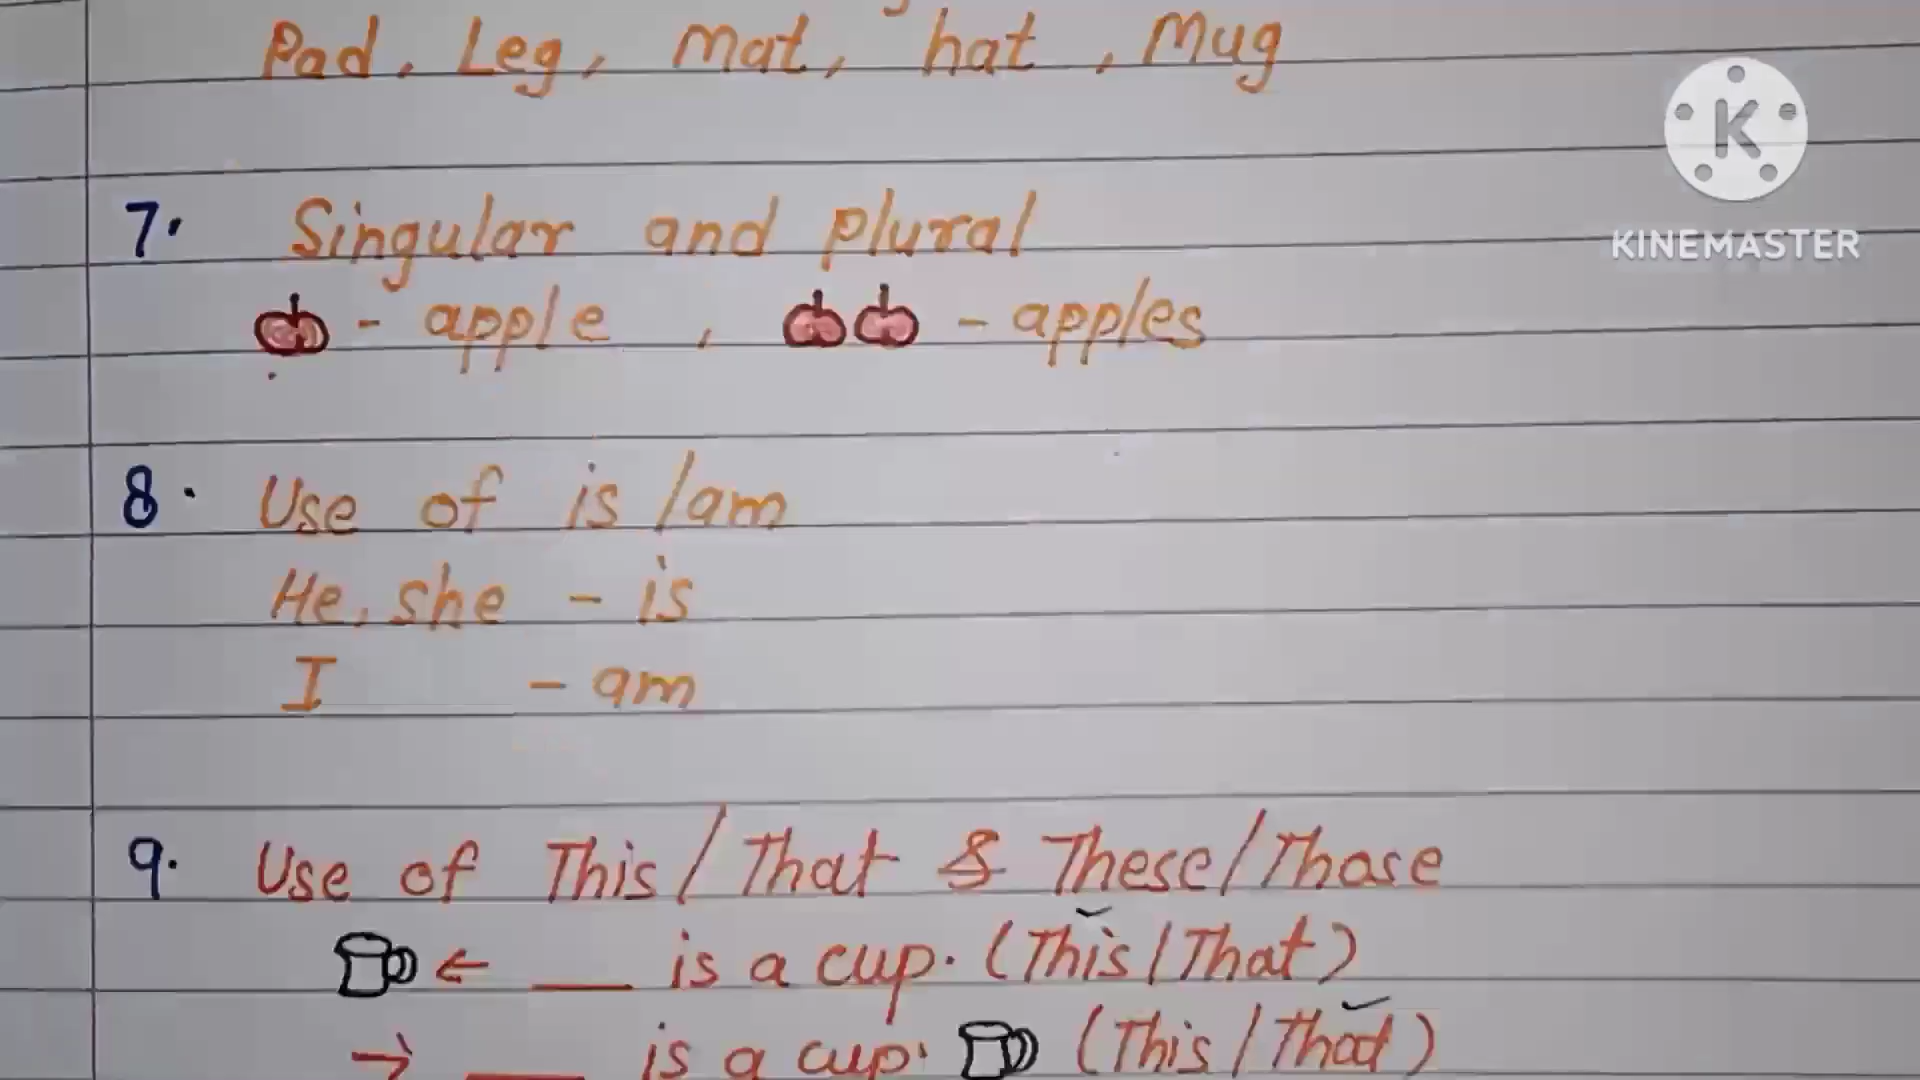 Pad, Leg, Mat, hat, Mug
KINEMASTER
7. Singular and plural
- apple, - apples
8. Use of is/am
He, she - is
I - am
9. Use of This/That & These/Those
← ___ is a cup. (This/That)
→ ___ is a cup. (This/That)